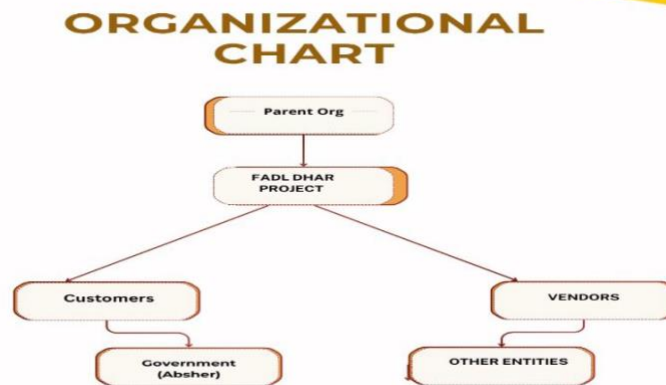 ORGANIZATIONAL
CHART
Parent Org
FADL DHAR
PROJECT
Customers
VENDORS
Government
(Absher)
OTHER ENTITIES